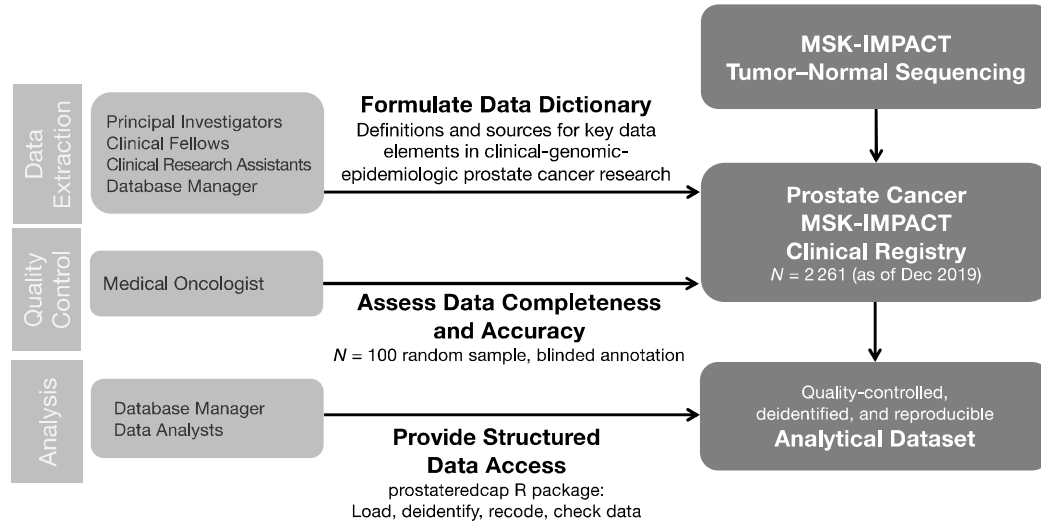 MSK-IMPACT
Tumor–Normal Sequencing
Data
Extraction
Principal Investigators
Clinical Fellows
Clinical Research Assistants
Database Manager
Formulate Data Dictionary
Definitions and sources for key data
elements in clinical-genomic-
epidemiologic prostate cancer research
Prostate Cancer
MSK-IMPACT
Clinical Registry
N = 2 261 (as of Dec 2019)
Quality
Control
Medical Oncologist
Assess Data Completeness
and Accuracy
N = 100 random sample, blinded annotation
Analysis
Database Manager
Data Analysts
Provide Structured
Data Access
prostateredcap R package:
Load, deidentify, recode, check data
Quality-controlled,
deidentified, and reproducible
Analytical Dataset